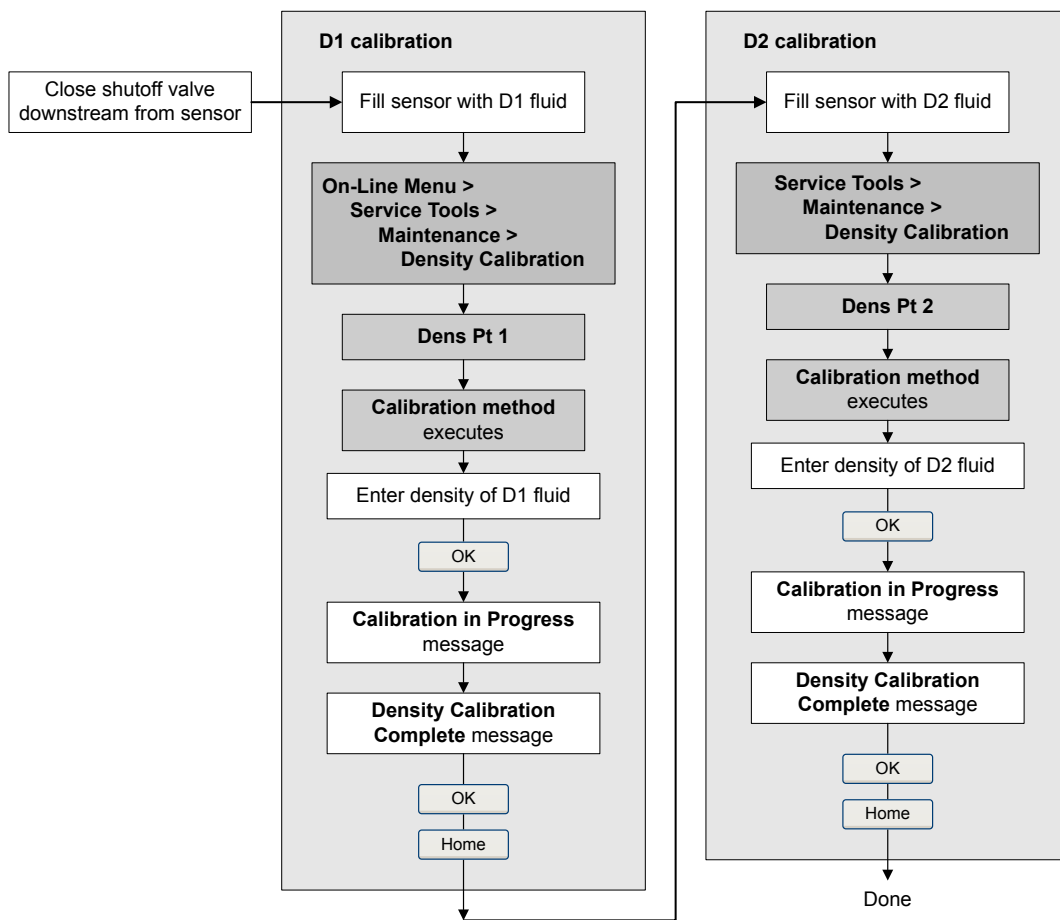 Close shutoff valve
downstream from sensor
D1 calibration
Fill sensor with D1 fluid
On-Line Menu >
Service Tools >
Maintenance >
Density Calibration
Dens Pt 1
Calibration method
executes
Enter density of D1 fluid
OK
Calibration in Progress
message
Density Calibration
Complete message
OK
Home
D2 calibration
Fill sensor with D2 fluid
Service Tools >
Maintenance >
Density Calibration
Dens Pt 2
Calibration method
executes
Enter density of D2 fluid
OK
Calibration in Progress
message
Density Calibration
Complete message
OK
Home
Done